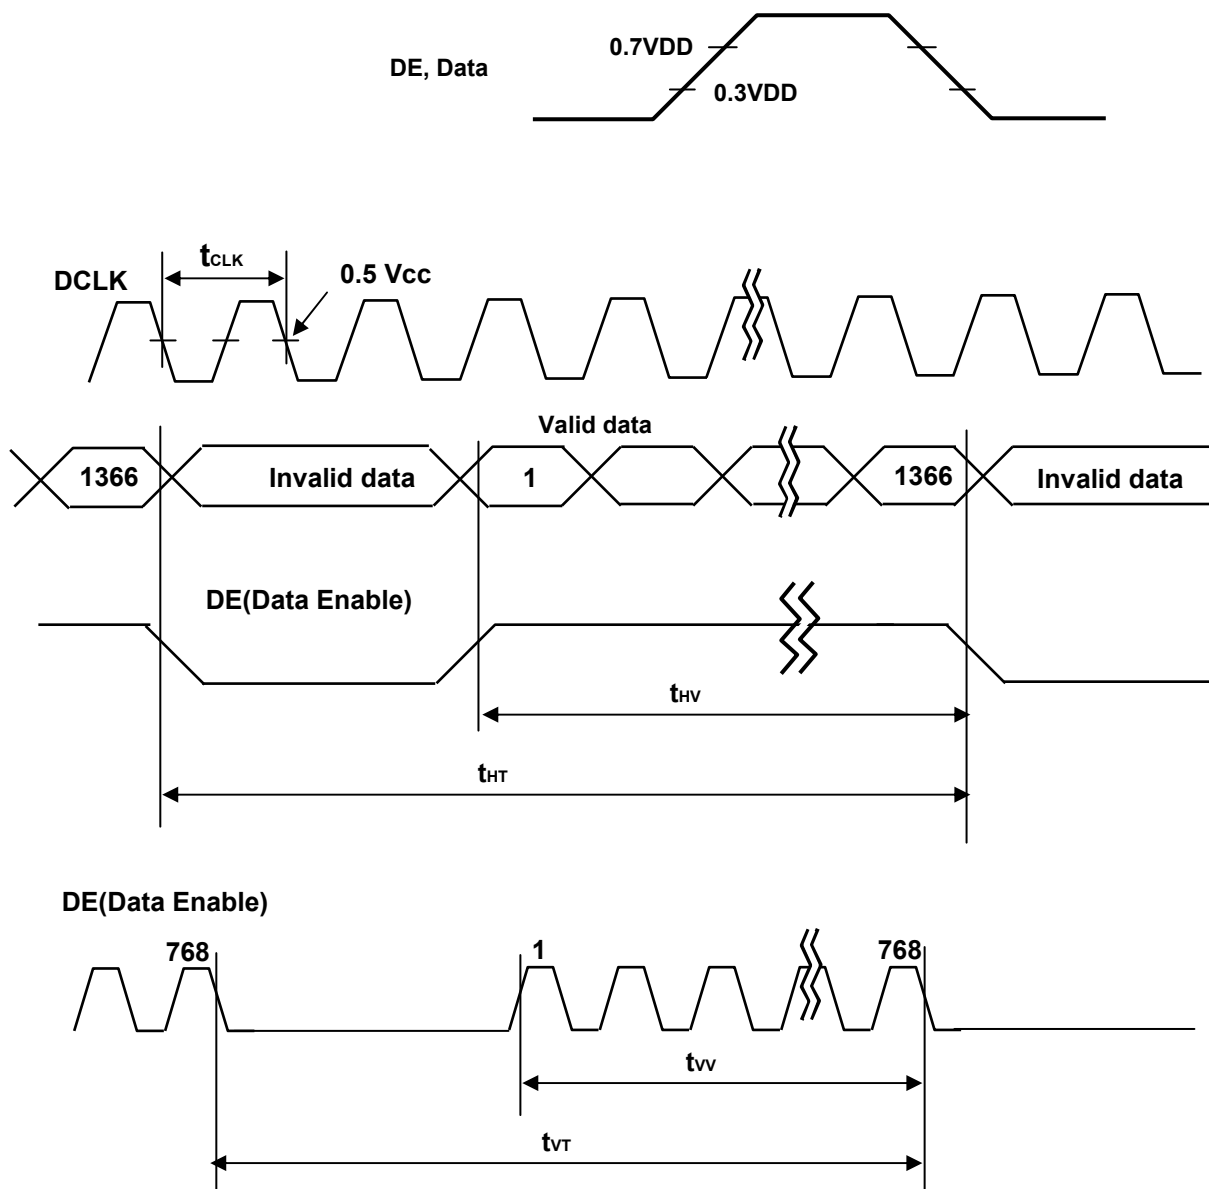 0.7VDD
DE, Data
0.3VDD
tCLK
DCLK
0.5 Vcc
Valid data
1366
Invalid data
1
1366
Invalid data
DE(Data Enable)
tHV
tHT
DE(Data Enable)
768
1
768
tVV
tVT